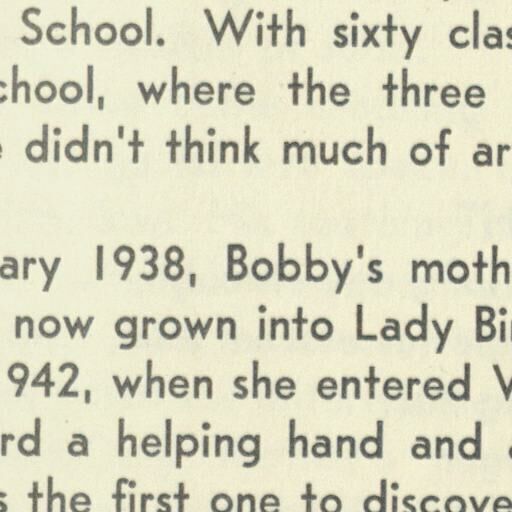 School. With sixty clas
chool, where the three
didn't think much of ar
ary 1938, Bobby's moth
now grown into Lady Bi
942, when she entered
rd a helping hand and
s the first one to discove